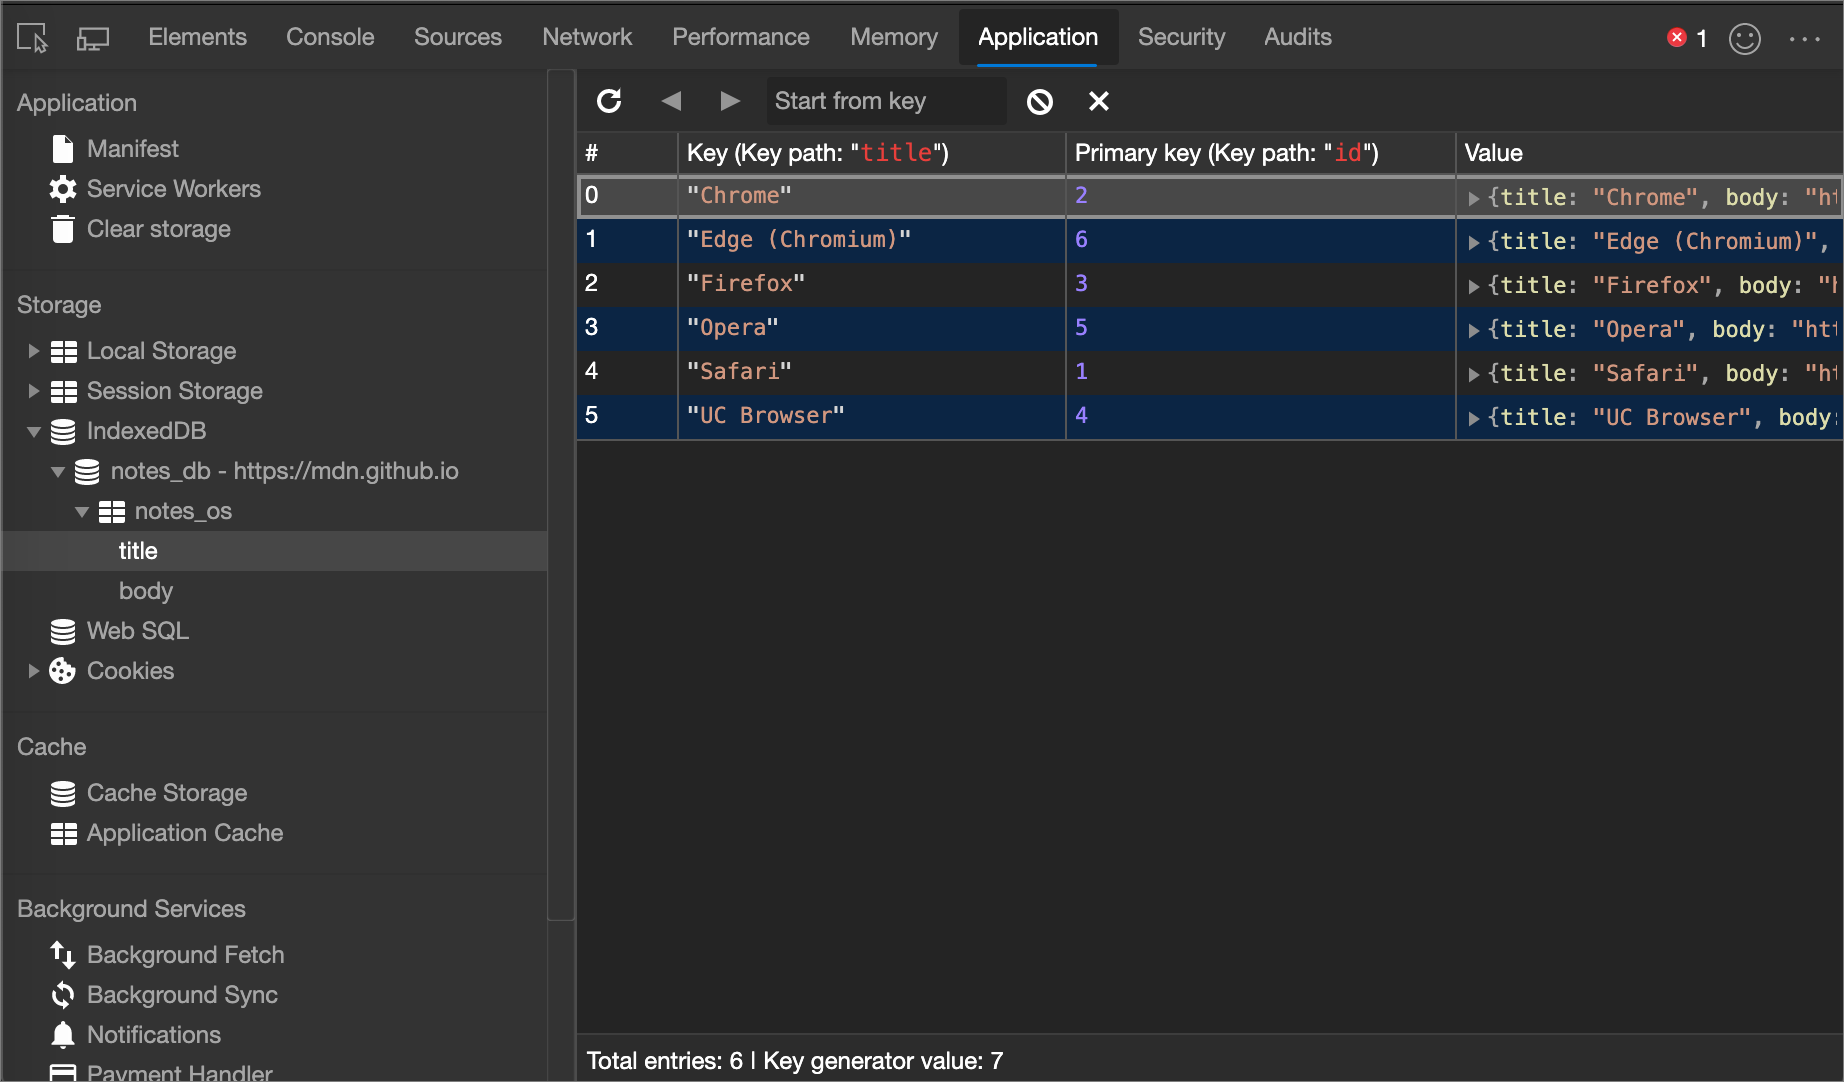 Elements Console Sources Network Performance Memory Application Security Audits 1
Application
Manifest
Service Workers
Clear storage
Storage
Local Storage
Session Storage
IndexedDB
notes_db - https://mdn.github.io
notes_os
title
body
Web SQL
Cookies
Cache
Cache Storage
Application Cache
Background Services
Background Fetch
Background Sync
Notifications
Payment Handler
Start from key
# Key (Key path: "title") Primary key (Key path: "id") Value
0 "Chrome" 2 {title: "Chrome", body: "ht
1 "Edge (Chromium)" 6 {title: "Edge (Chromium)",
2 "Firefox" 3 {title: "Firefox", body: "h
3 "Opera" 5 {title: "Opera", body: "htt
4 "Safari" 1 {title: "Safari", body: "ht
5 "UC Browser" 4 {title: "UC Browser", body:
Total entries: 6 | Key generator value: 7